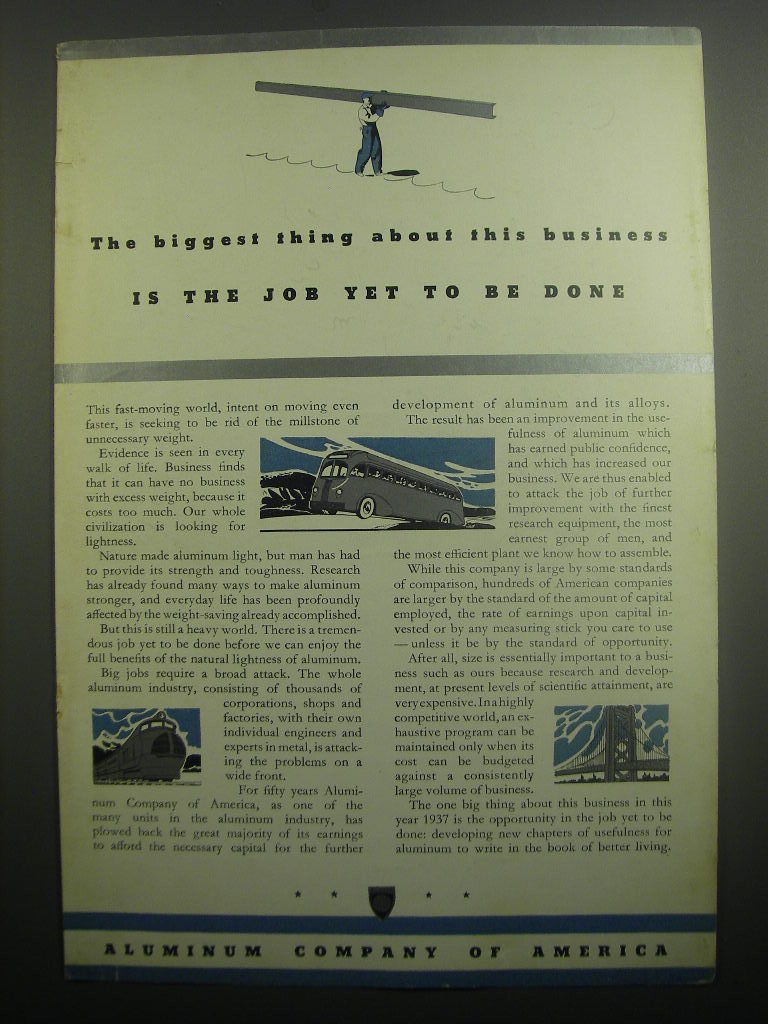 The biggest thing about this business
IS THE JOB YET TO BE DONE
This fast-moving world, intent on moving even
faster, is seeking to be rid of the millstone of
unnecessary weight.
Evidence is seen in every
walk of life. Business finds
that it can have no business
with excess weight, because it
costs too much. Our whole
civilization is looking for
lightness.
Nature made aluminum light, but man has had
to provide its strength and toughness. Research
has already found many ways to make aluminum
stronger, and everyday life has been profoundly
affected by the weight-saving already accomplished.
But this is still a heavy world. There is a tremen-
dous job yet to be done before we can enjoy the
full benefits of the natural lightness of aluminum.
Big jobs require a broad attack. The whole
aluminum industry, consisting of thousands of
corporations, shops and
factories, with their own
individual engineers and
experts in metal, is attack-
ing the problems on a
wide front.
For fifty years Alumi-
num Company of America, as one of the
many units in the aluminum industry, has
plowed back the great majority of its earnings
to afford the necessary capital for the further
development of aluminum and its alloys.
The result has been an improvement in the use-
fulness of aluminum which
has earned public confidence,
and which has increased our
business. We are thus enabled
to attack the job of further
improvement with the finest
research equipment, the most
earnest group of men, and
the most efficient plant we know how to assemble.
While this company is large by some standards
of comparison, hundreds of American companies
are larger by the standard of the amount of capital
employed, the rate of earnings upon capital in-
vested or by any measuring stick you care to use
— unless it be by the standard of opportunity.
After all, size is essentially important to a busi-
ness such as ours because research and develop-
ment, at present levels of scientific attainment, are
very expensive. In a highly
competitive world, an ex-
haustive program can be
maintained only when its
cost can be budgeted
against a consistently
large volume of business.
The one big thing about this business in this
year 1937 is the opportunity in the job yet to be
done: developing new chapters of usefulness for
aluminum to write in the book of better living.
ALUMINUM COMPANY OF AMERICA